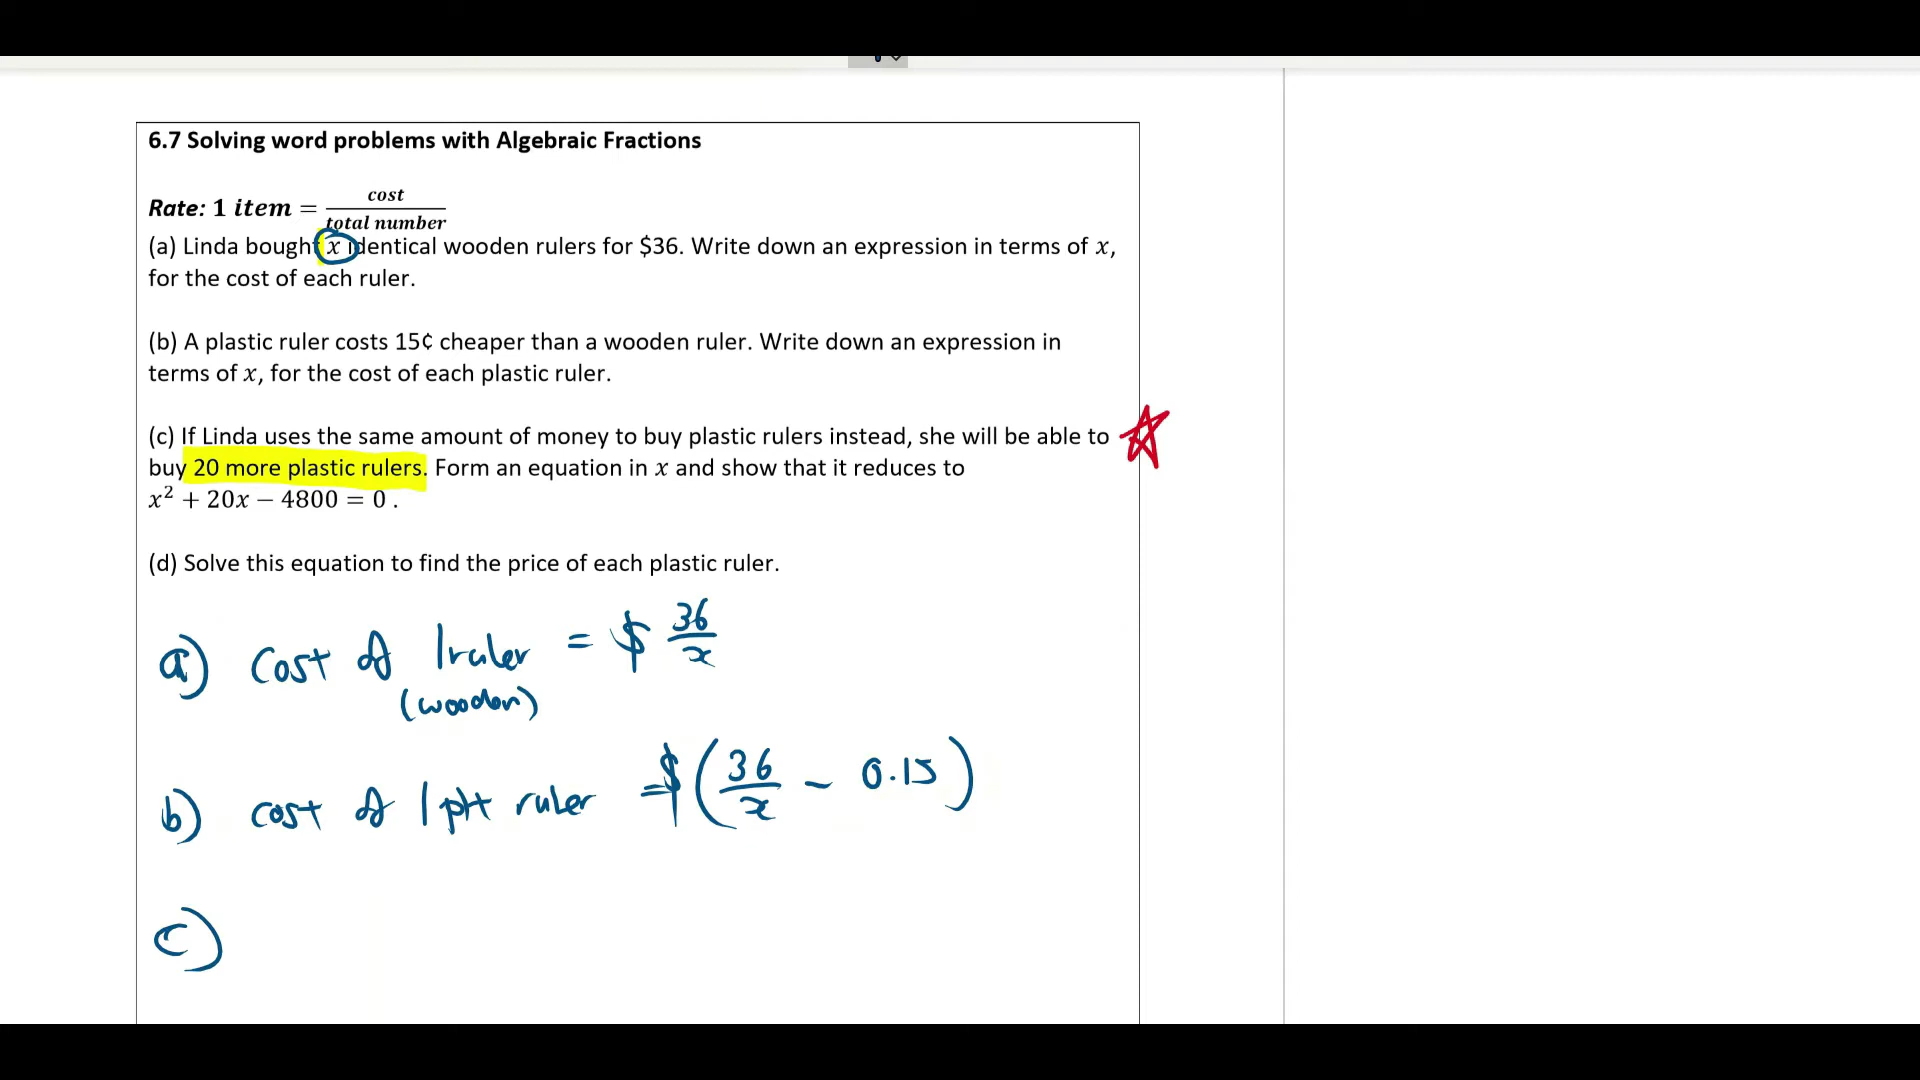 6.7 Solving word problems with Algebraic Fractions
Rate: 1 item = cost / total number
(a) Linda bought x identical wooden rulers for $36. Write down an expression in terms of x,
for the cost of each ruler.
(b) A plastic ruler costs 15¢ cheaper than a wooden ruler. Write down an expression in
terms of x, for the cost of each plastic ruler.
(c) If Linda uses the same amount of money to buy plastic rulers instead, she will be able to
buy 20 more plastic rulers. Form an equation in x and show that it reduces to
x² + 20x − 4800 = 0 .
(d) Solve this equation to find the price of each plastic ruler.
a) cost of 1 ruler = $ 36/x
(wooden)
b) cost of 1 ruler = $ (36/x − 0.15)
c)